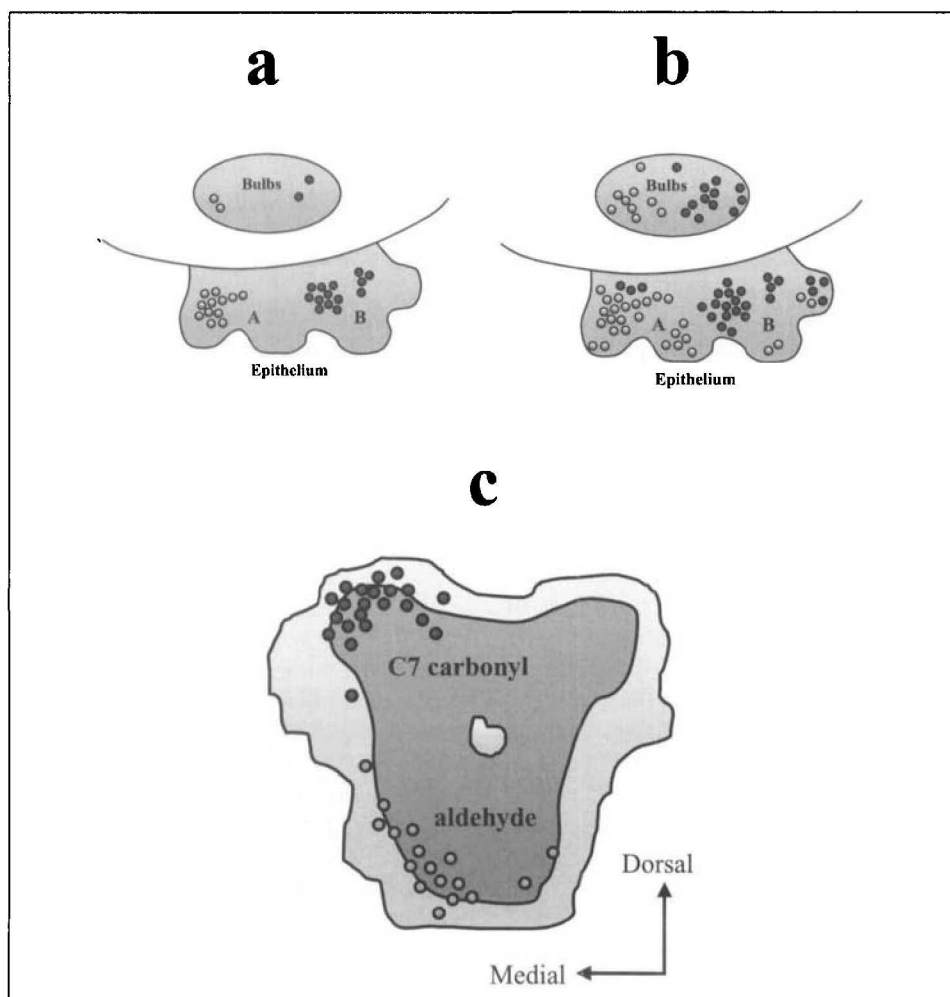 a
b
Bulbs
Bulbs
A
B
A
B
Epithelium
Epithelium
c
C7 carbonyl
aldehyde
Dorsal
Medial